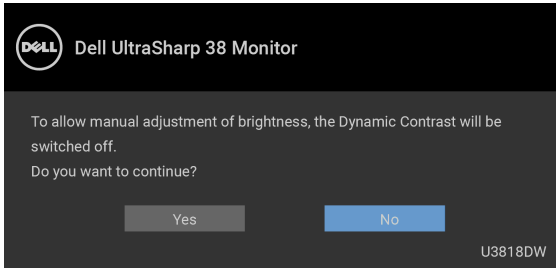 DELL
Dell UltraSharp 38 Monitor
To allow manual adjustment of brightness, the Dynamic Contrast will be
switched off.
Do you want to continue?
Yes
No
U3818DW